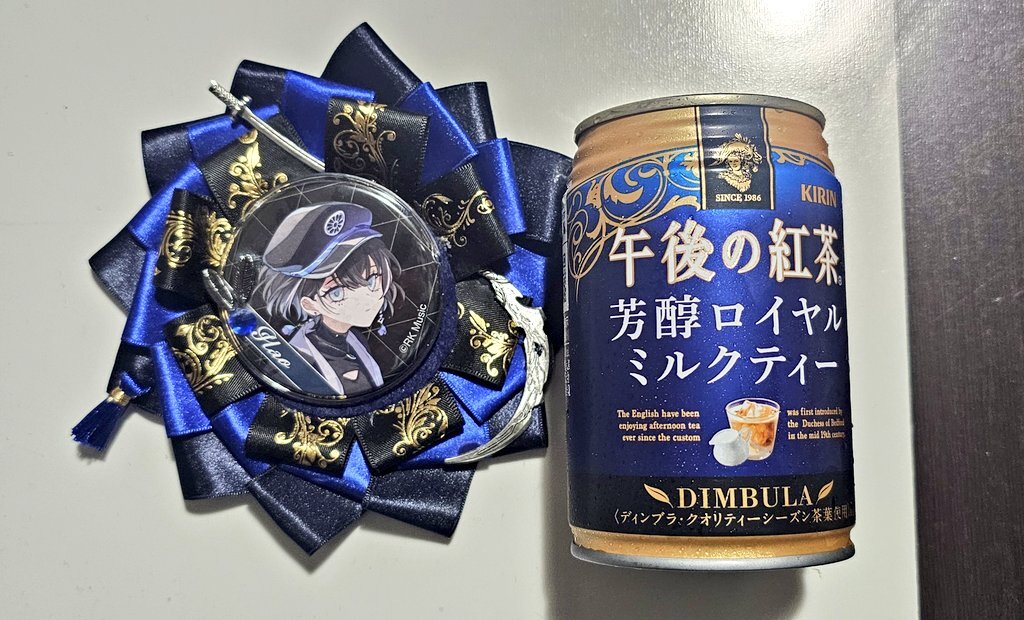 Hao
©RK Music
SINCE 1986
KIRIN
午後の紅茶®
芳醇ロイヤル
ミルクティー
The English have been
enjoying afternoon tea
ever since the custom
was first introduced by
the Duchess of Bedford
in the mid 19th century.
DIMBULA
〈ディンブラ・クオリティーシーズン茶葉使用